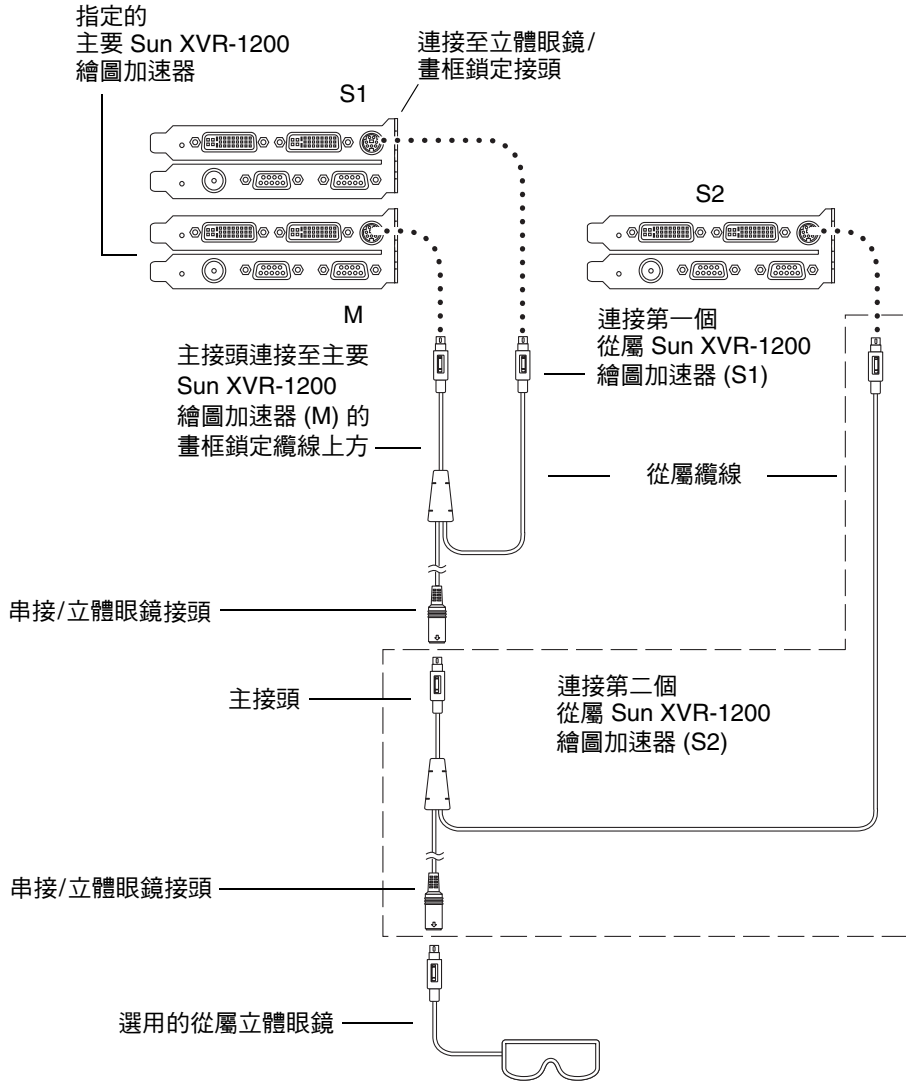 指定的
主要 Sun XVR-1200
繪圖加速器
連接至立體眼鏡/
畫框鎖定接頭
S1
S2
M
主接頭連接至主要
Sun XVR-1200
繪圖加速器 (M) 的
畫框鎖定纜線上方
連接第一個
從屬 Sun XVR-1200
繪圖加速器 (S1)
從屬纜線
串接/立體眼鏡接頭
主接頭
連接第二個
從屬 Sun XVR-1200
繪圖加速器 (S2)
串接/立體眼鏡接頭
選用的從屬立體眼鏡